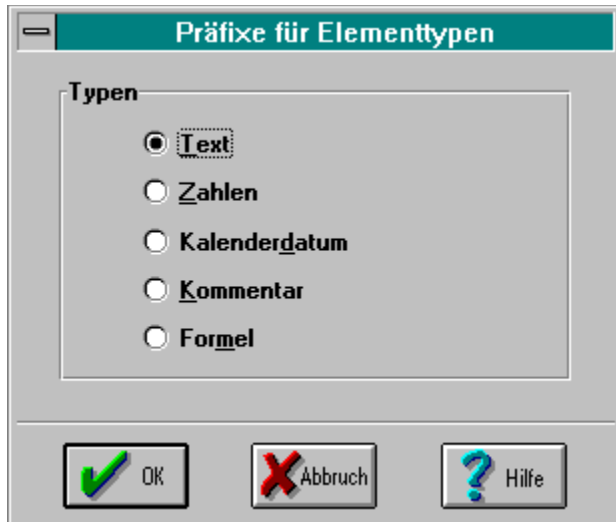 Präfixe für Elementtypen
Typen
Text
Zahlen
Kalenderdatum
Kommentar
Formel
OK
Abbruch
Hilfe